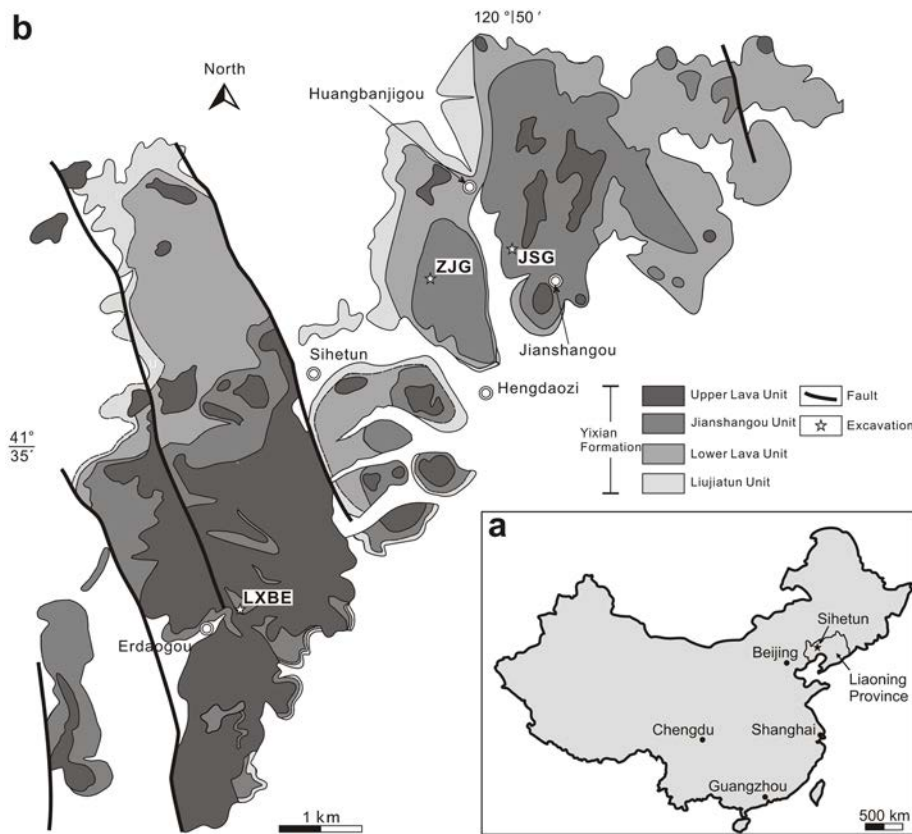 b
120 °|50 ′
North
Huangbanjigou
ZJG
JSG
Jianshangou
Sihetun
Hengdaozi
41°
35′
Yixian
Formation
Upper Lava Unit
Jianshangou Unit
Lower Lava Unit
Liujiatun Unit
Fault
Excavation
LXBE
Erdaogou
1 km
a
Sihetun
Beijing
Liaoning
Province
Chengdu
Shanghai
Guangzhou
500 km